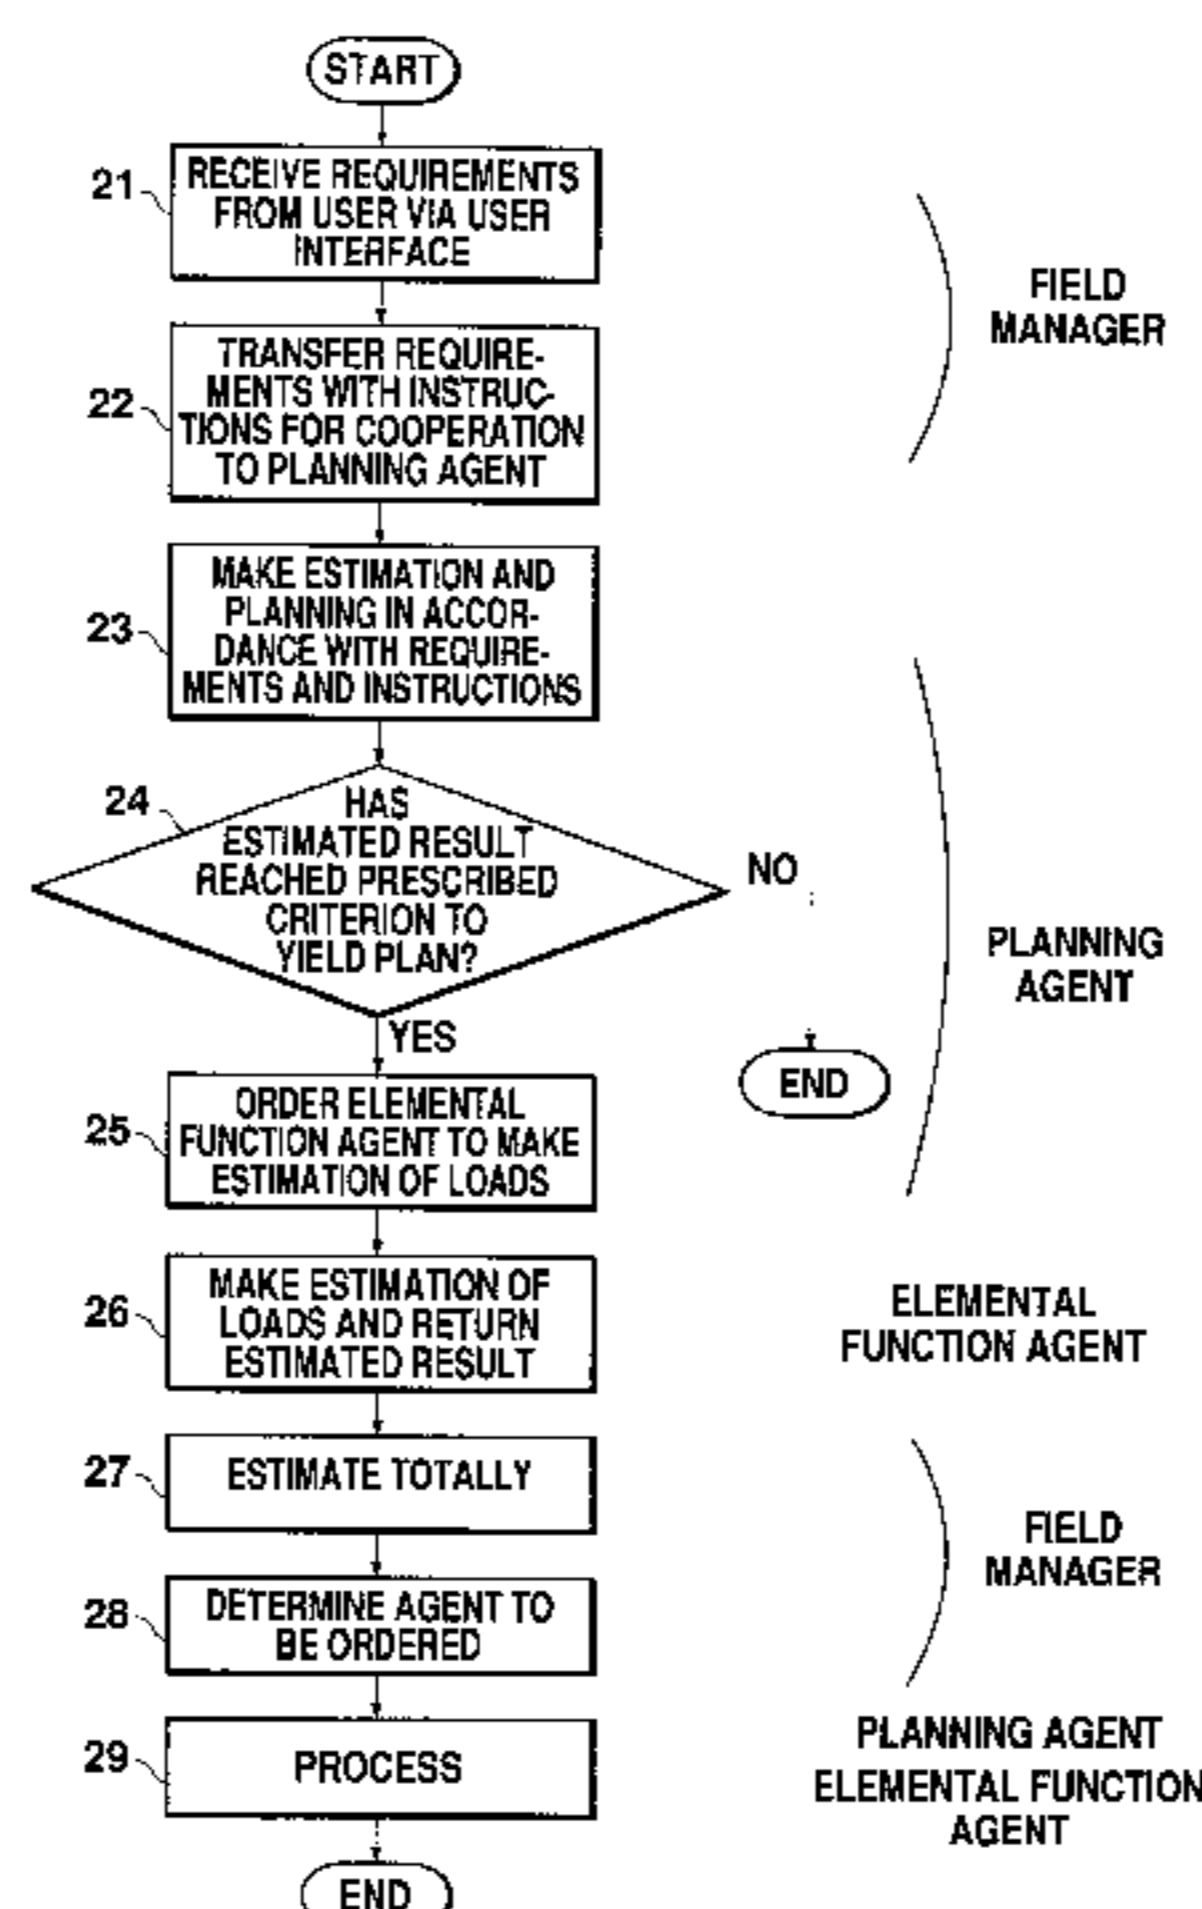 START
21
RECEIVE REQUIREMENTS
FROM USER VIA USER
INTERFACE
FIELD
MANAGER
22
TRANSFER REQUIRE-
MENTS WITH INSTRUC-
TIONS FOR COOPERATION
TO PLANNING AGENT
23
MAKE ESTIMATION AND
PLANNING IN ACCOR-
DANCE WITH REQUIRE-
MENTS AND INSTRUCTIONS
24
HAS
ESTIMATED RESULT
REACHED PRESCRIBED
CRITERION TO
YIELD PLAN?
NO
YES
END
PLANNING
AGENT
25
ORDER ELEMENTAL
FUNCTION AGENT TO MAKE
ESTIMATION OF LOADS
26
MAKE ESTIMATION OF
LOADS AND RETURN
ESTIMATED RESULT
ELEMENTAL
FUNCTION AGENT
27
ESTIMATE TOTALLY
28
DETERMINE AGENT TO
BE ORDERED
FIELD
MANAGER
29
PROCESS
PLANNING AGENT
ELEMENTAL FUNCTION
AGENT
END